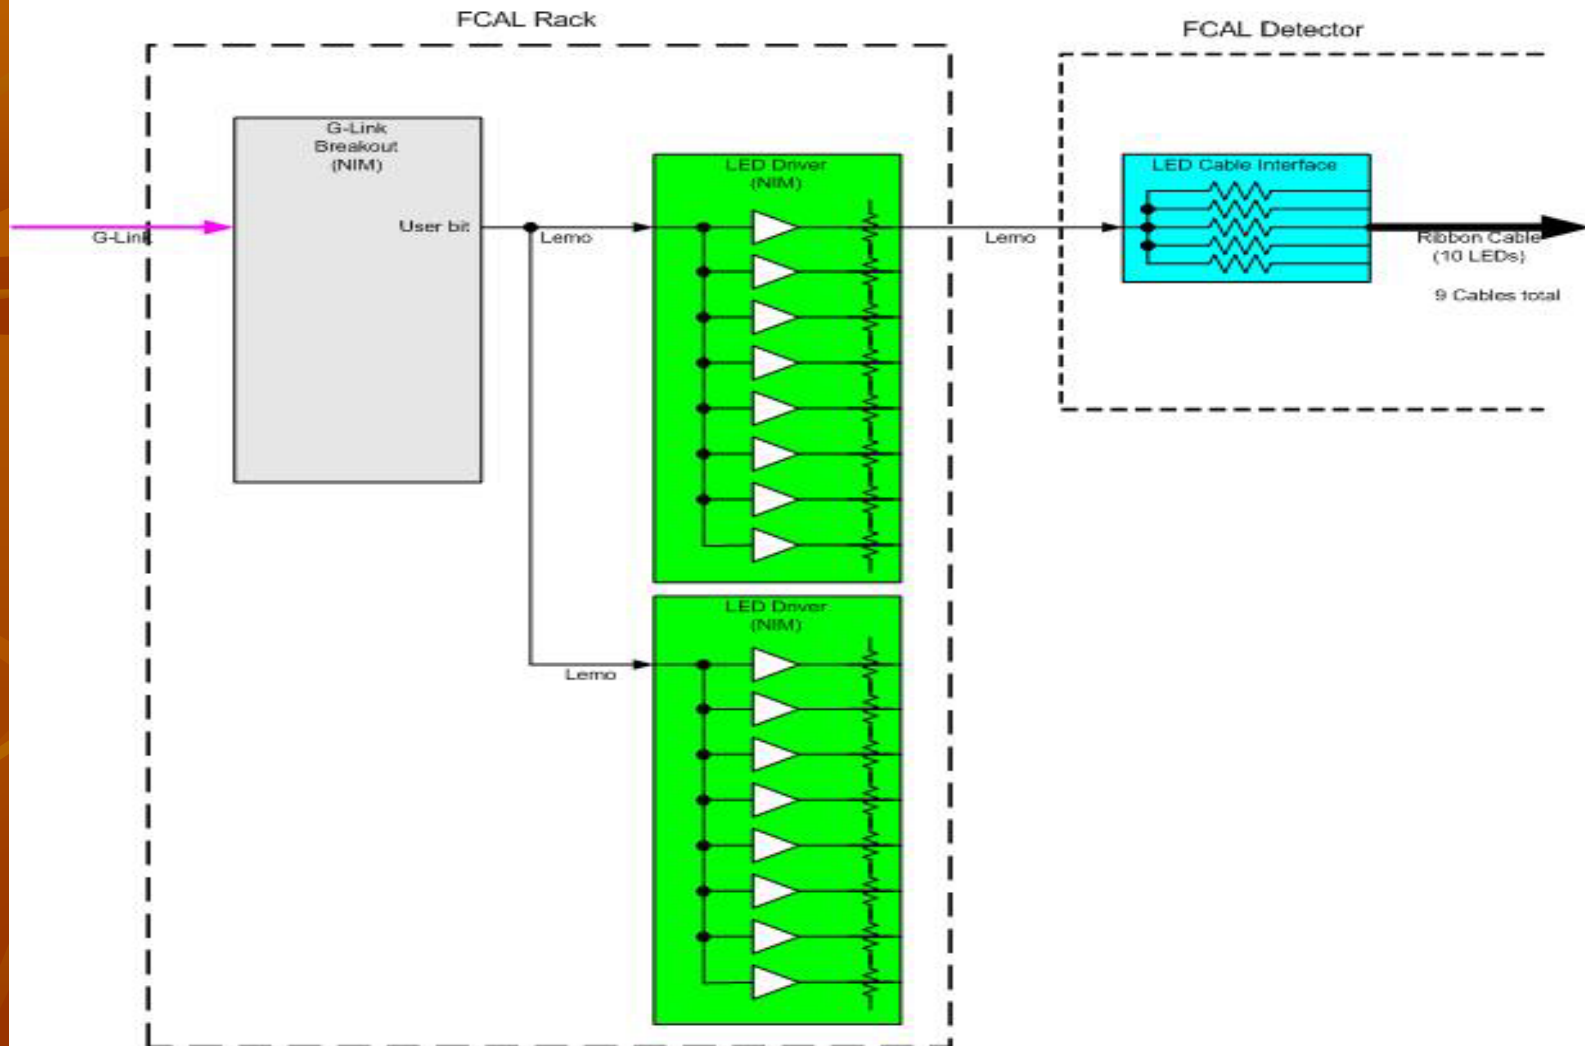 FCAL Rack
FCAL Detector
G-Link
Breakout
(NIM)
User bit
G-Link
Lemo
LED Driver
(NIM)
Lemo
LED Cable Interface
Ribbon Cable
(10 LEDs)
9 Cables total
LED Driver
(NIM)
Lemo